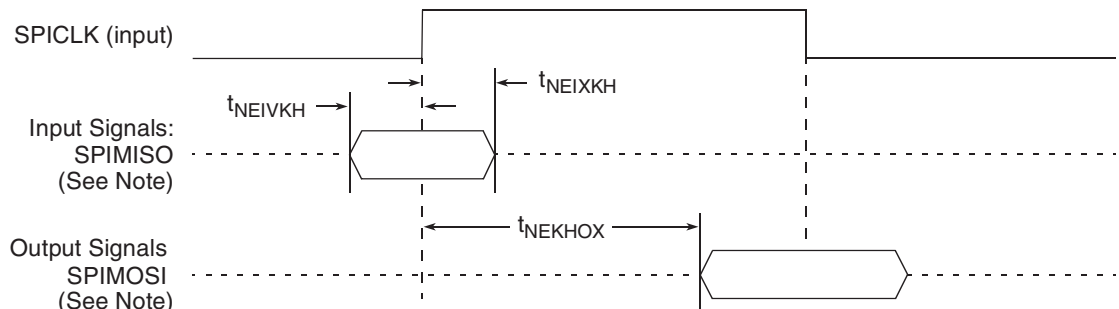 SPICLK (input)
tNEIXKH
tNEIVKH
Input Signals:
SPIMISO
(See Note)
tNEKHOX
Output Signals
SPIMOSI
(See Note)